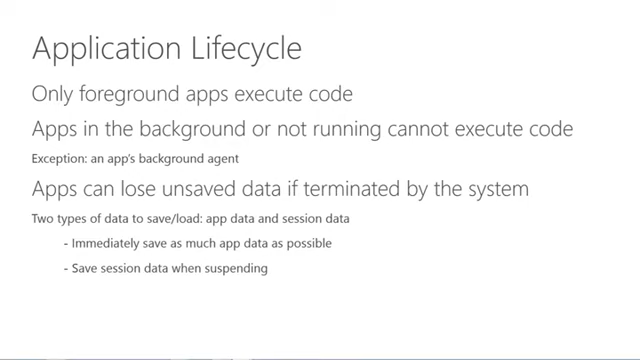 Application Lifecycle
Only foreground apps execute code
Apps in the background or not running cannot execute code
Exception: an app's background agent
Apps can lose unsaved data if terminated by the system
Two types of data to save/load: app data and session data
- Immediately save as much app data as possible
- Save session data when suspending